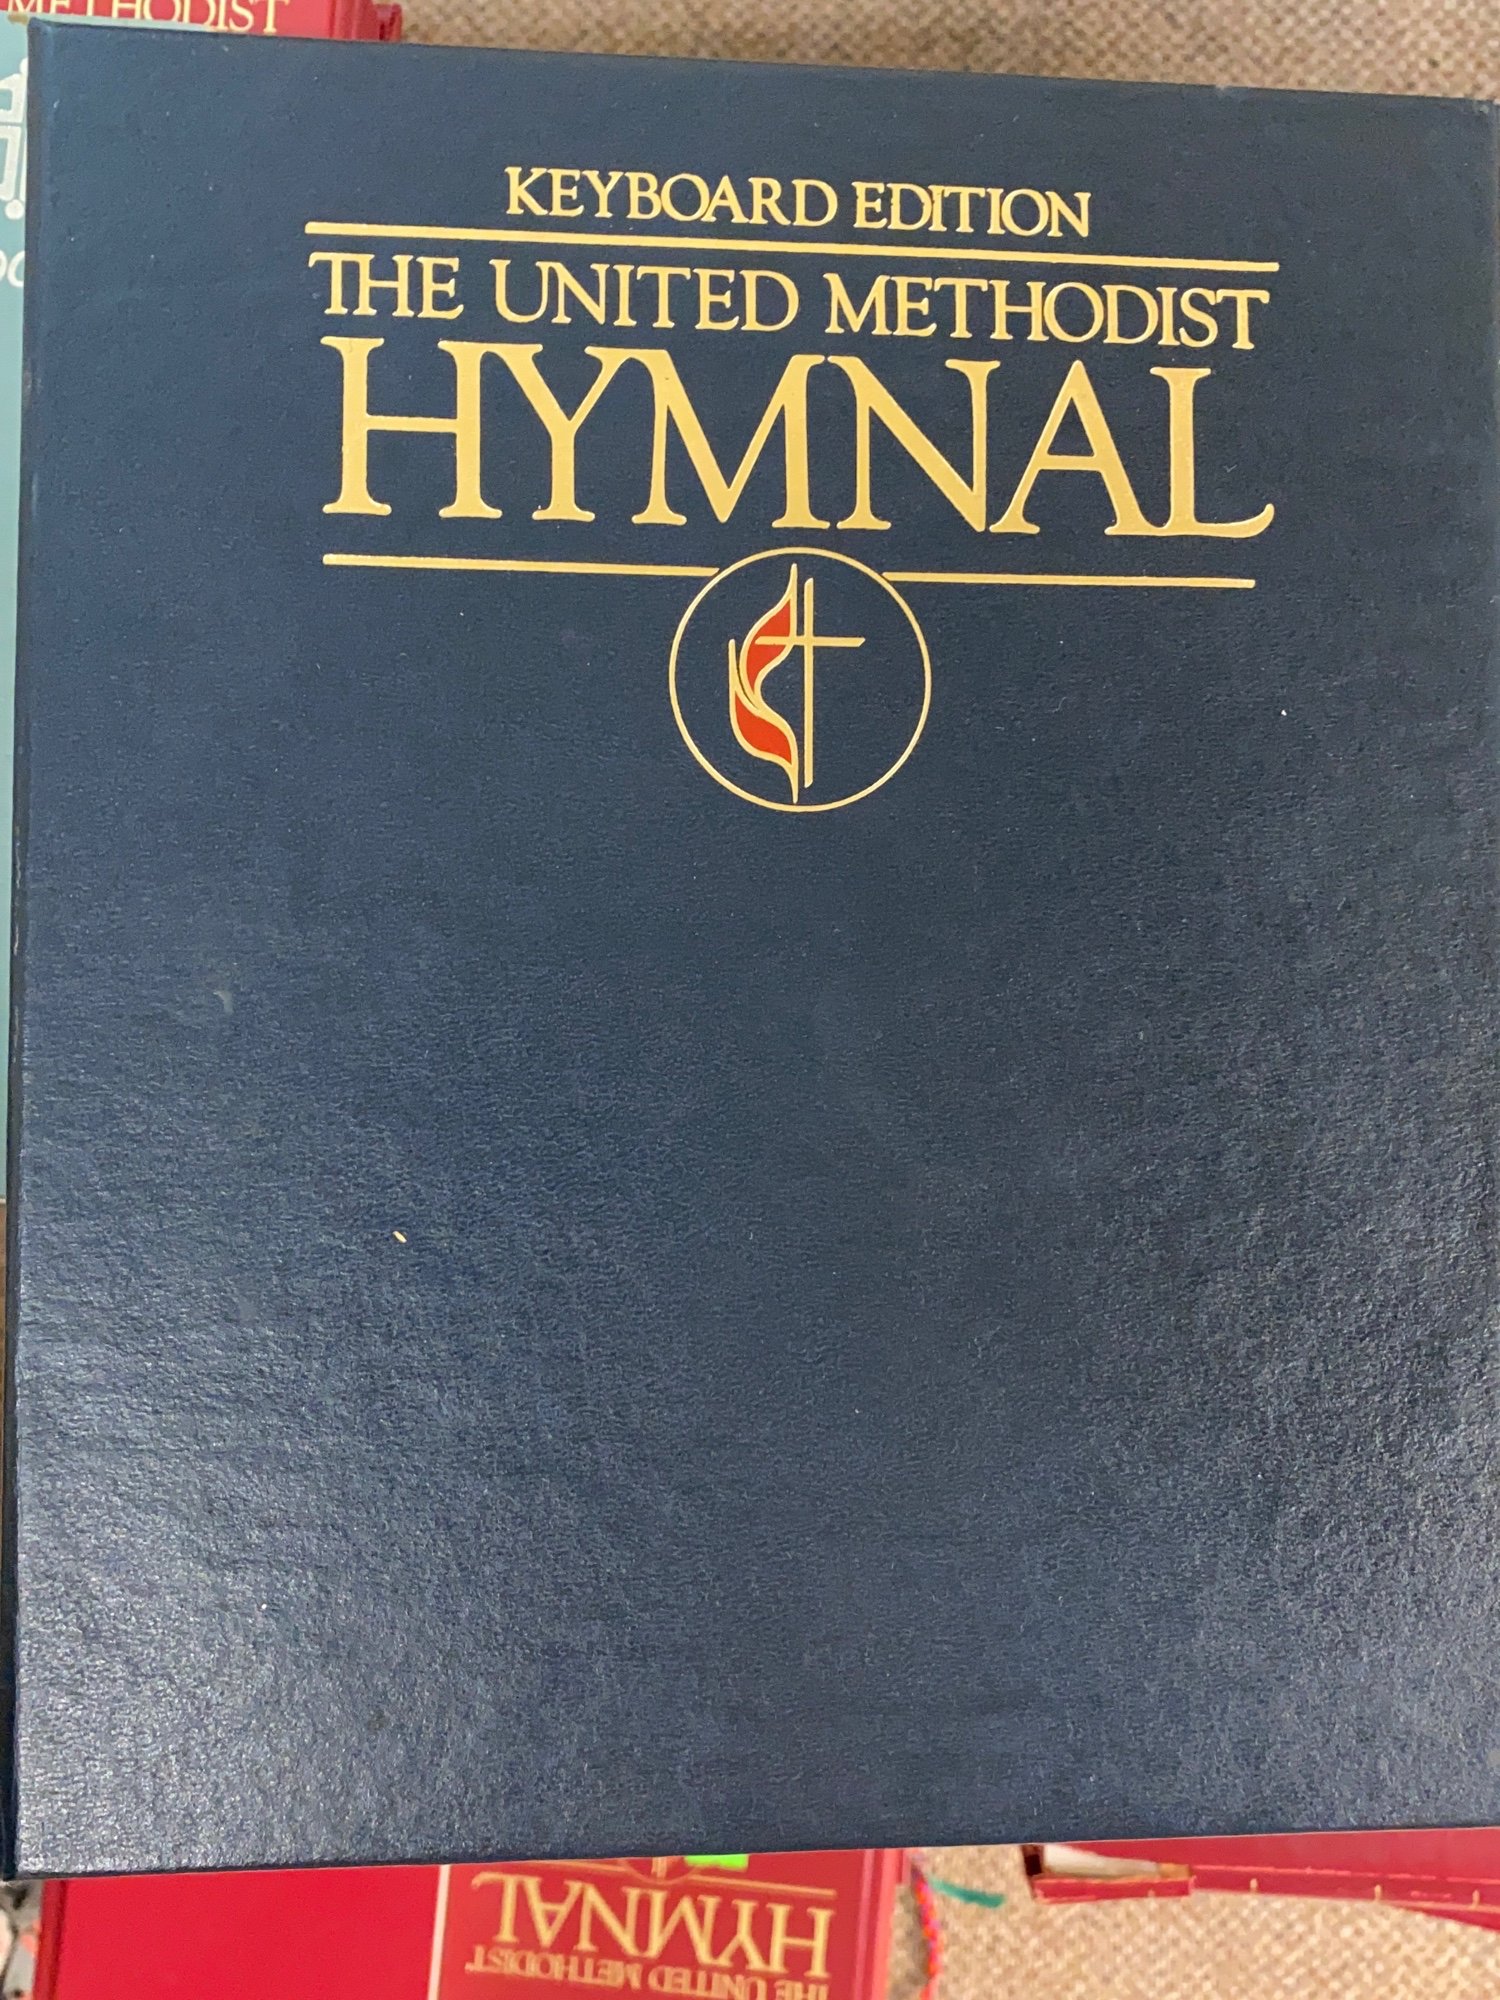 METHODIST
KEYBOARD EDITION
THE UNITED METHODIST
HYMNAL
HYMNAL
THE UNITED METHODIST